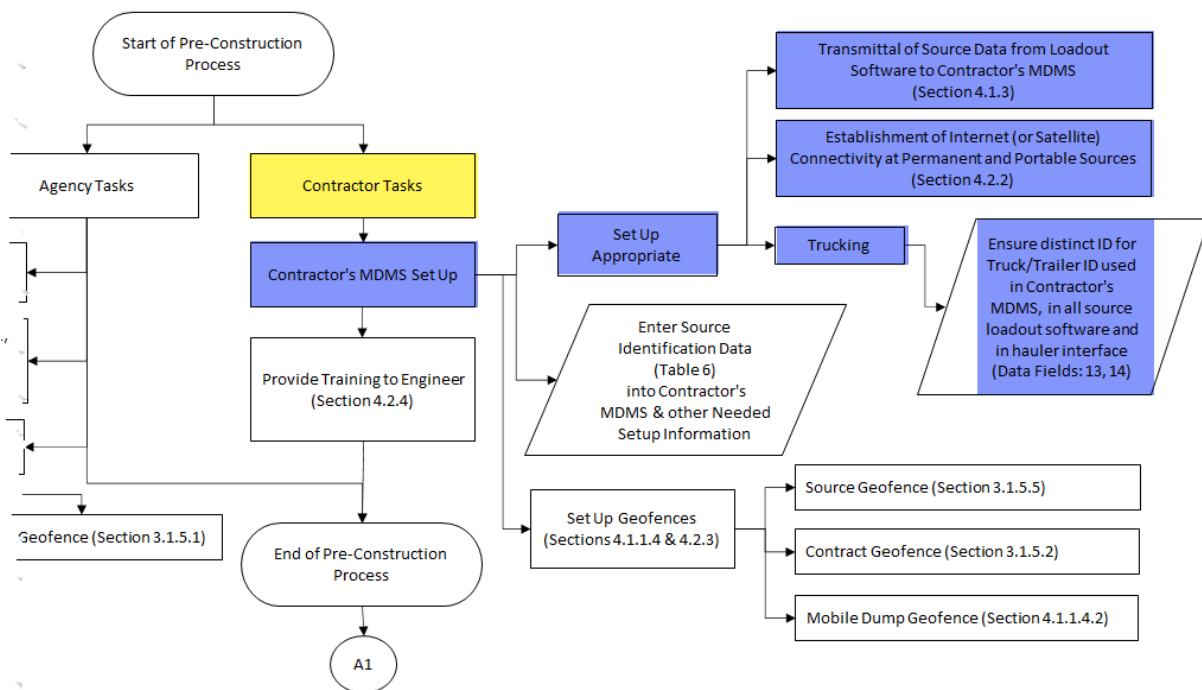 Start of Pre-Construction
Process
Agency Tasks
Contractor Tasks
Contractor's MDMS Set Up
Provide Training to Engineer
(Section 4.2.4)
Geofence (Section 3.1.5.1)
End of Pre-Construction
Process
A1
Set Up
Appropriate
Transmittal of Source Data from Loadout
Software to Contractor's MDMS
(Section 4.1.3)
Establishment of Internet (or Satellite)
Connectivity at Permanent and Portable Sources
(Section 4.2.2)
Trucking
Ensure distinct ID for
Truck/Trailer ID used
in Contractor's
MDMS, in all source
loadout software and
in hauler interface
(Data Fields: 13, 14)
Enter Source
Identification Data
(Table 6)
into Contractor's
MDMS & other Needed
Setup Information
Set Up Geofences
(Sections 4.1.1.4 & 4.2.3)
Source Geofence (Section 3.1.5.5)
Contract Geofence (Section 3.1.5.2)
Mobile Dump Geofence (Section 4.1.1.4.2)